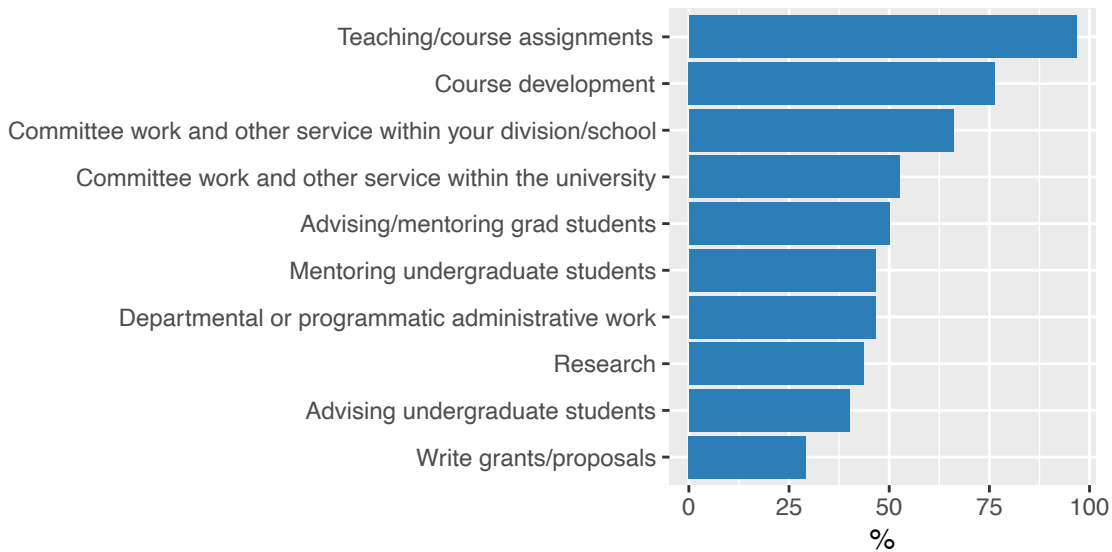 Teaching/course assignments
Course development
Committee work and other service within your division/school
Committee work and other service within the university
Advising/mentoring grad students
Mentoring undergraduate students
Departmental or programmatic administrative work
Research
Advising undergraduate students
Write grants/proposals
0 25 50 75 100
%